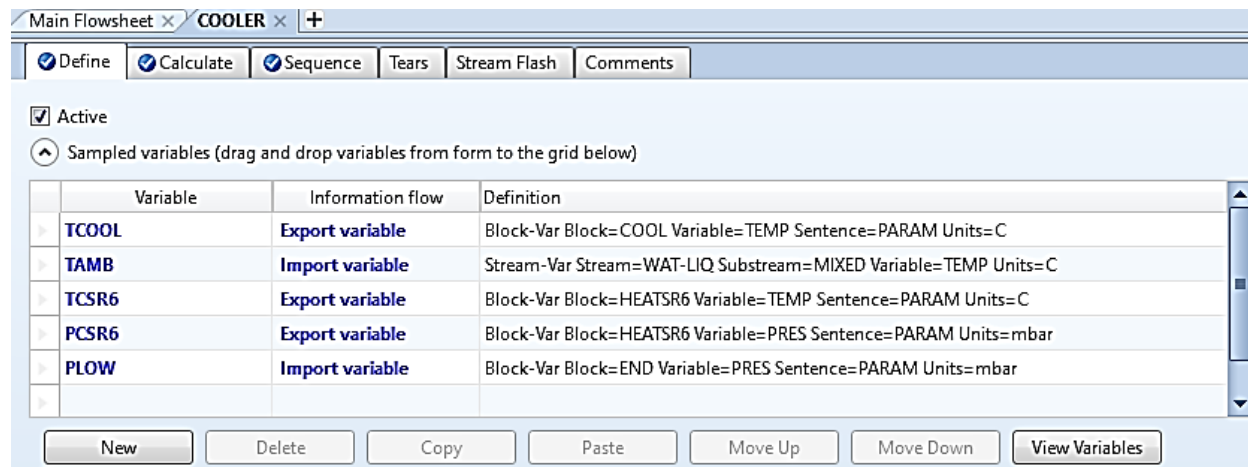 Main Flowsheet × COOLER × +
Define Calculate Sequence Tears Stream Flash Comments
Active
Sampled variables (drag and drop variables from form to the grid below)
Variable Information flow Definition
TCOOL Export variable Block-Var Block=COOL Variable=TEMP Sentence=PARAM Units=C
TAMB Import variable Stream-Var Stream=WAT-LIQ Substream=MIXED Variable=TEMP Units=C
TCSR6 Export variable Block-Var Block=HEATSR6 Variable=TEMP Sentence=PARAM Units=C
PCSR6 Export variable Block-Var Block=HEATSR6 Variable=PRES Sentence=PARAM Units=mbar
PLOW Import variable Block-Var Block=END Variable=PRES Sentence=PARAM Units=mbar
New Delete Copy Paste Move Up Move Down View Variables